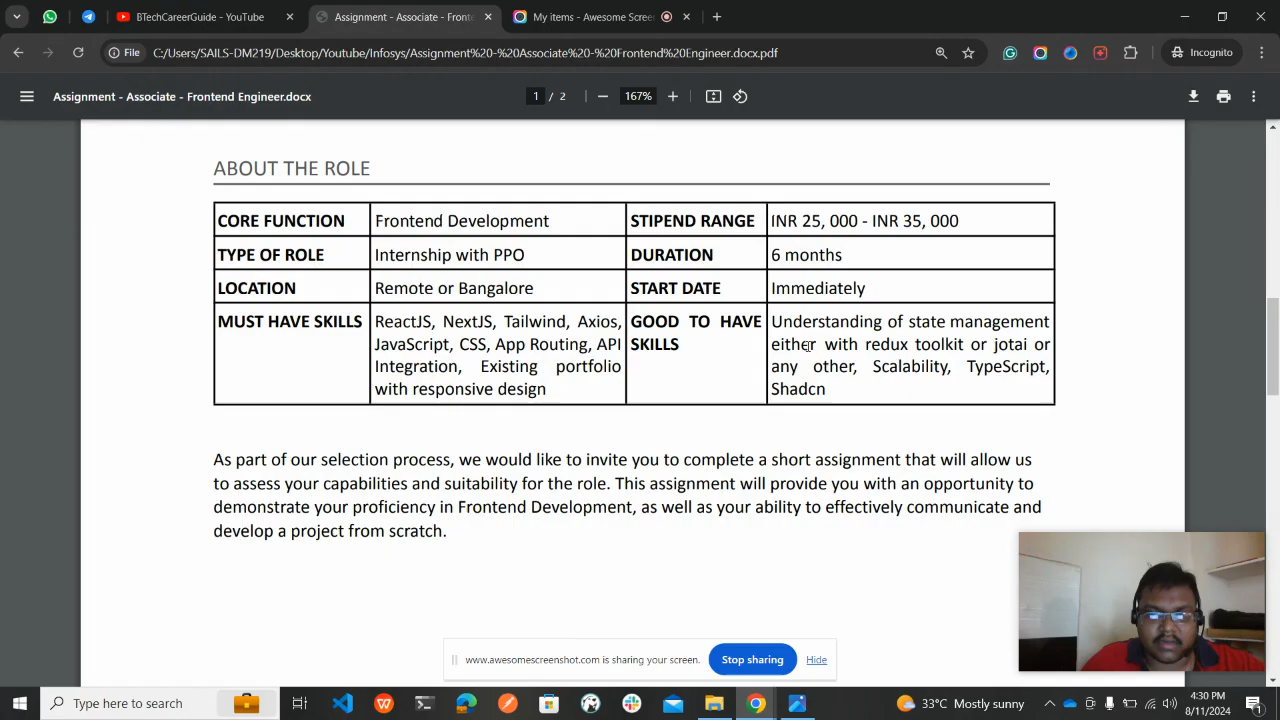 BTechCareerGuide - YouTube
Assignment - Associate - Fronte
My items - Awesome Screen
File
C:/Users/SAILS-DM219/Desktop/Youtube/Infosys/Assignment%20-%20Associate%20-%20Frontend%20Engineer.docx.pdf
Incognito
Assignment - Associate - Frontend Engineer.docx
1 / 2
167%
ABOUT THE ROLE
CORE FUNCTION
Frontend Development
STIPEND RANGE
INR 25, 000 - INR 35, 000
TYPE OF ROLE
Internship with PPO
DURATION
6 months
LOCATION
Remote or Bangalore
START DATE
Immediately
MUST HAVE SKILLS
ReactJS, NextJS, Tailwind, Axios,
JavaScript, CSS, App Routing, API
Integration, Existing portfolio
with responsive design
GOOD TO HAVE
SKILLS
Understanding of state management
either with redux toolkit or jotai or
any other, Scalability, TypeScript,
Shadcn
As part of our selection process, we would like to invite you to complete a short assignment that will allow us
to assess your capabilities and suitability for the role. This assignment will provide you with an opportunity to
demonstrate your proficiency in Frontend Development, as well as your ability to effectively communicate and
develop a project from scratch.
www.awesomescreenshot.com is sharing your screen.
Stop sharing
Hide
Type here to search
33°C Mostly sunny
4:30 PM
8/11/2024